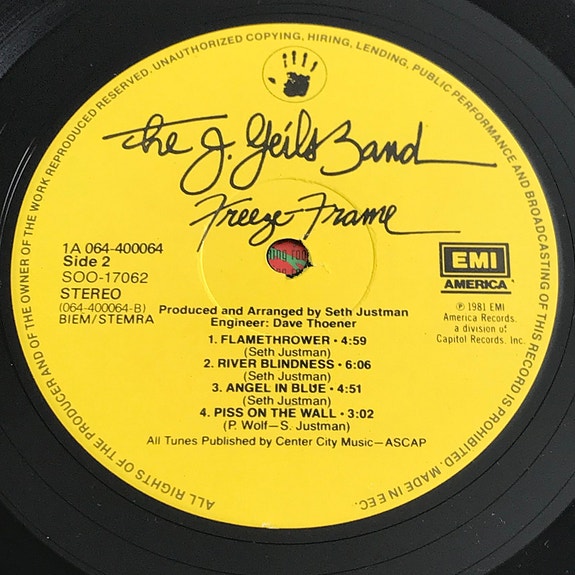 ALL RIGHTS OF THE PRODUCER AND OF THE OWNER OF THE WORK REPRODUCED RESERVED. UNAUTHORIZED COPYING, HIRING, LENDING, PUBLIC PERFORMANCE AND BROADCASTING OF THIS RECORD IS PROHIBITED. MADE IN E.E.C.
The J. Geils Band
Freeze-Frame
1A 064-400064
Side 2
SOO-17062
STEREO
(064-400064-B)
BIEM/STEMRA
EMI
AMERICA
℗ 1981 EMI
America Records,
a division of
Capitol Records, Inc.
Produced and Arranged by Seth Justman
Engineer: Dave Thoener
1. FLAMETHROWER • 4:59
(Seth Justman)
2. RIVER BLINDNESS • 6:06
(Seth Justman)
3. ANGEL IN BLUE • 4:51
(Seth Justman)
4. PISS ON THE WALL • 3:02
(P. Wolf—S. Justman)
All Tunes Published by Center City Music—ASCAP